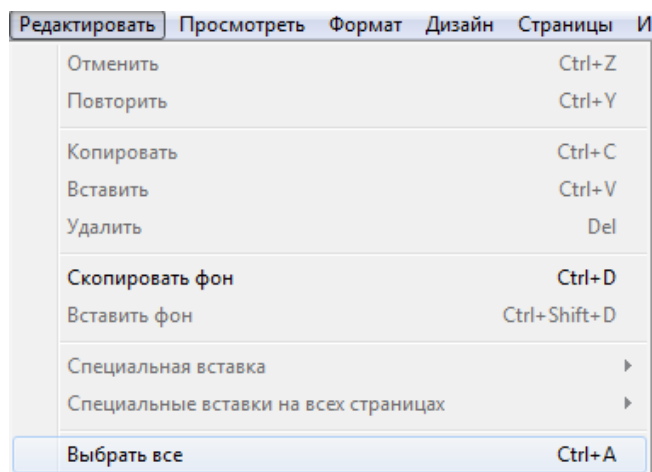 Редактировать Просмотреть Формат Дизайн Страницы И
Отменить Ctrl+Z
Повторить Ctrl+Y
Копировать Ctrl+C
Вставить Ctrl+V
Удалить Del
Скопировать фон Ctrl+D
Вставить фон Ctrl+Shift+D
Специальная вставка
Специальные вставки на всех страницах
Выбрать все Ctrl+A